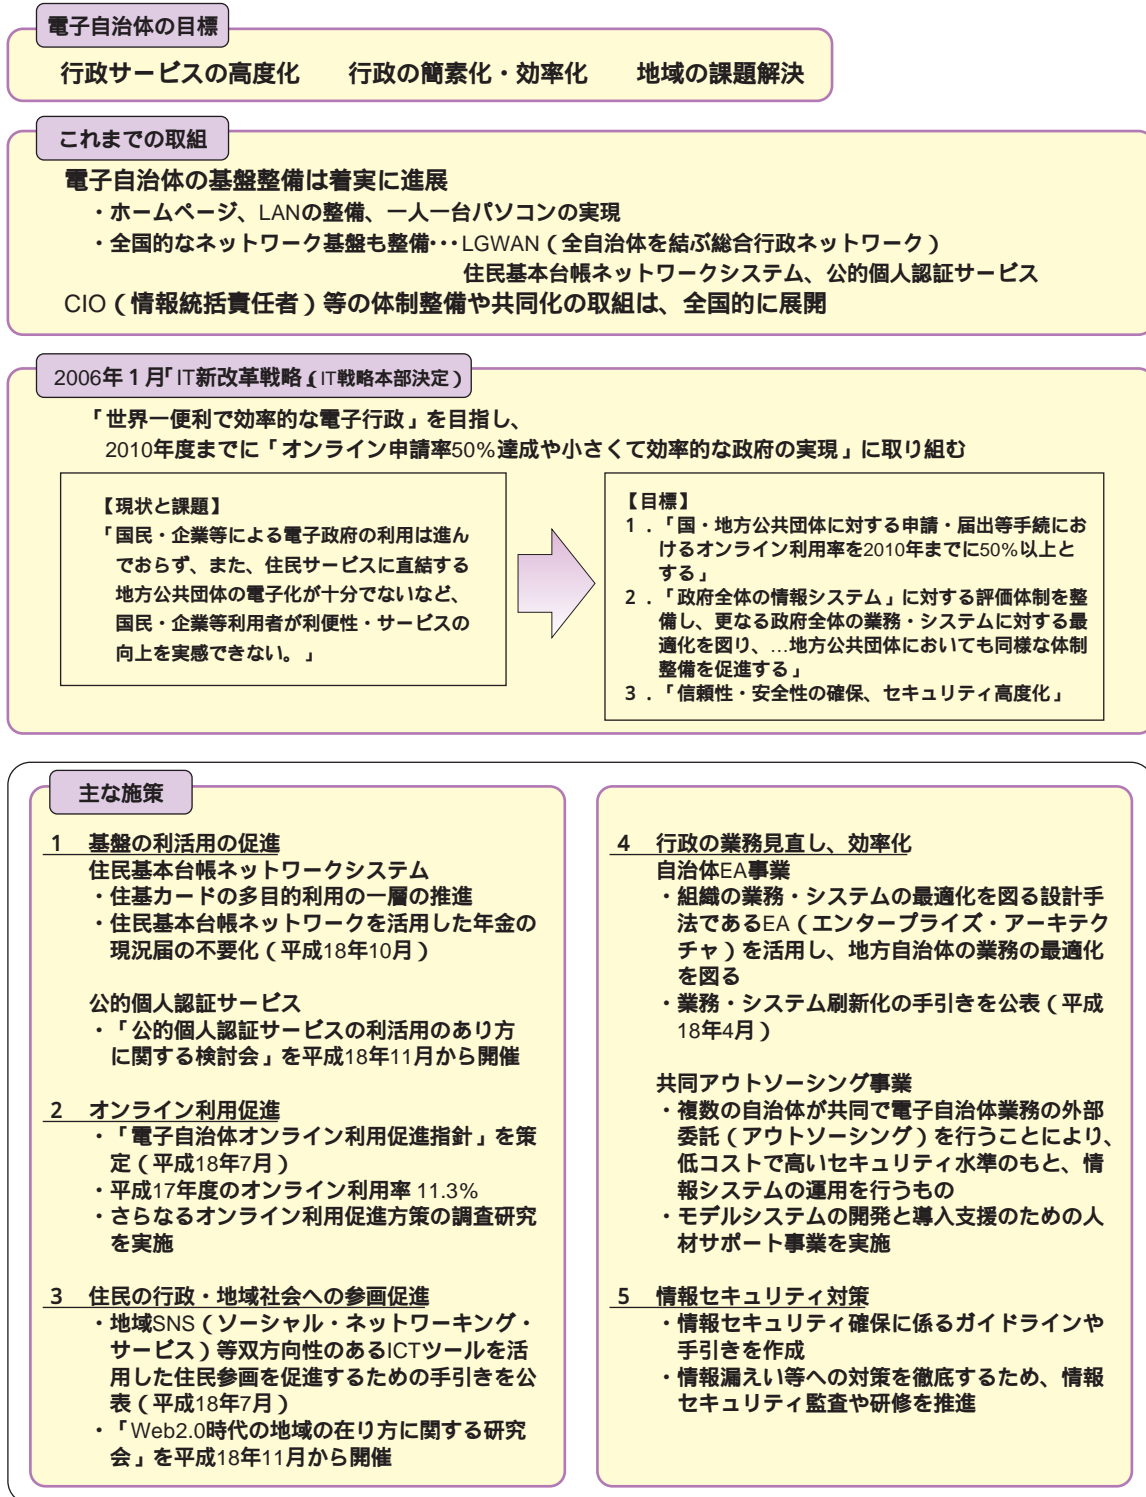 電子自治体の目標
行政サービスの高度化 行政の簡素化・効率化 地域の課題解決
これまでの取組
電子自治体の基盤整備は着実に進展
・ホームページ、LANの整備、一人一台パソコンの実現
・全国的なネットワーク基盤も整備･･･LGWAN（全自治体を結ぶ総合行政ネットワーク）
住民基本台帳ネットワークシステム、公的個人認証サービス
CIO（情報統括責任者）等の体制整備や共同化の取組は、全国的に展開
2006年１月「IT新改革戦略」（IT戦略本部決定）
「世界一便利で効率的な電子行政」を目指し、
2010年度までに「オンライン申請率50%達成や小さくて効率的な政府の実現」に取り組む
【現状と課題】
「国民・企業等による電子政府の利用は進ん
でおらず、また、住民サービスに直結する
地方公共団体の電子化が十分でないなど、
国民・企業等利用者が利便性・サービスの
向上を実感できない。」
【目標】
１．「国・地方公共団体に対する申請・届出等手続にお
けるオンライン利用率を2010年までに50%以上と
する」
２．「政府全体の情報システム」に対する評価体制を整
備し、更なる政府全体の業務・システムに対する最
適化を図り、…地方公共団体においても同様な体制
整備を促進する」
３．「信頼性・安全性の確保、セキュリティ高度化」
主な施策
1 基盤の利活用の促進
住民基本台帳ネットワークシステム
・住基カードの多目的利用の一層の推進
・住民基本台帳ネットワークを活用した年金の
現況届の不要化（平成18年10月）
公的個人認証サービス
・「公的個人認証サービスの利活用のあり方
に関する検討会」を平成18年11月から開催
2 オンライン利用促進
・「電子自治体オンライン利用促進指針」を策
定（平成18年7月）
・平成17年度のオンライン利用率 11.3%
・さらなるオンライン利用促進方策の調査研究
を実施
3 住民の行政・地域社会への参画促進
・地域SNS（ソーシャル・ネットワーキング・
サービス）等双方向性のあるICTツールを活
用した住民参画を促進するための手引きを公
表（平成18年7月）
・「Web2.0時代の地域の在り方に関する研究
会」を平成18年11月から開催
4 行政の業務見直し、効率化
自治体EA事業
・組織の業務・システムの最適化を図る設計手
法であるEA（エンタープライズ・アーキテク
チャ）を活用し、地方自治体の業務の最適化
を図る
・業務・システム刷新化の手引きを公表（平成
18年4月）
共同アウトソーシング事業
・複数の自治体が共同で電子自治体業務の外部
委託（アウトソーシング）を行うことにより、
低コストで高いセキュリティ水準のもと、情
報システムの運用を行うもの
・モデルシステムの開発と導入支援のための人
材サポート事業を実施
5 情報セキュリティ対策
・情報セキュリティ確保に係るガイドラインや
手引きを作成
・情報漏えい等への対策を徹底するため、情報
セキュリティ監査や研修を推進